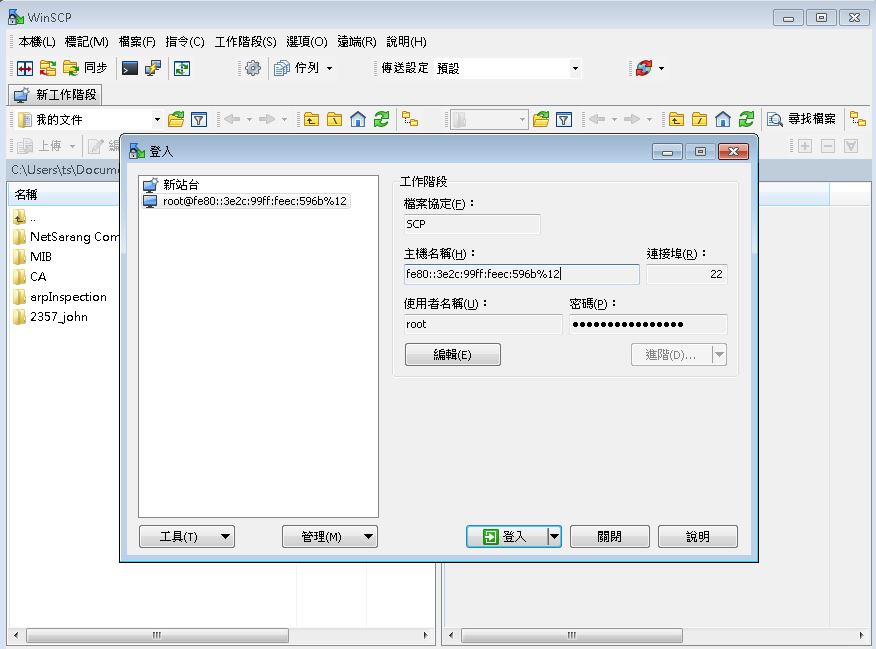 WinSCP
本機(L) 標記(M) 檔案(F) 指令(C) 工作階段(S) 選項(O) 遠端(R) 說明(H)
同步 佇列 傳送設定 預設
新工作階段
我的文件 尋找檔案
上傳
C:\Users\ts\Docume
名稱
..
NetSarang Com
MIB
CA
arpInspection
2357_john
登入
新站台
root@fe80::3e2c:99ff:feec:596b%12
工作階段
檔案協定(F)：
SCP
主機名稱(H)： 連接埠(R)：
fe80::3e2c:99ff:feec:596b%12 22
使用者名稱(U)： 密碼(P)：
root ●●●●●●●●●●●●●●●●
編輯(E) 進階(D)...
工具(T) 管理(M) 登入 關閉 說明